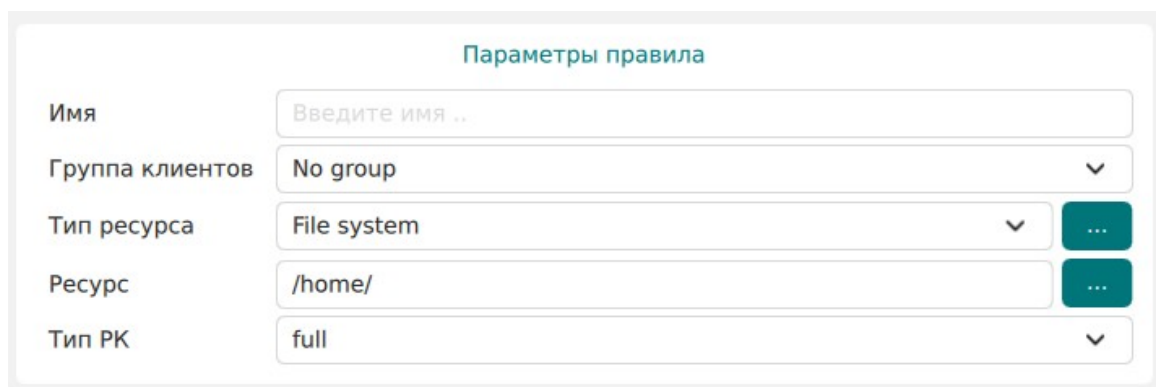 Параметры правила
Имя Введите имя ..
Группа клиентов No group
Тип ресурса File system ...
Ресурс /home/ ...
Тип РК full